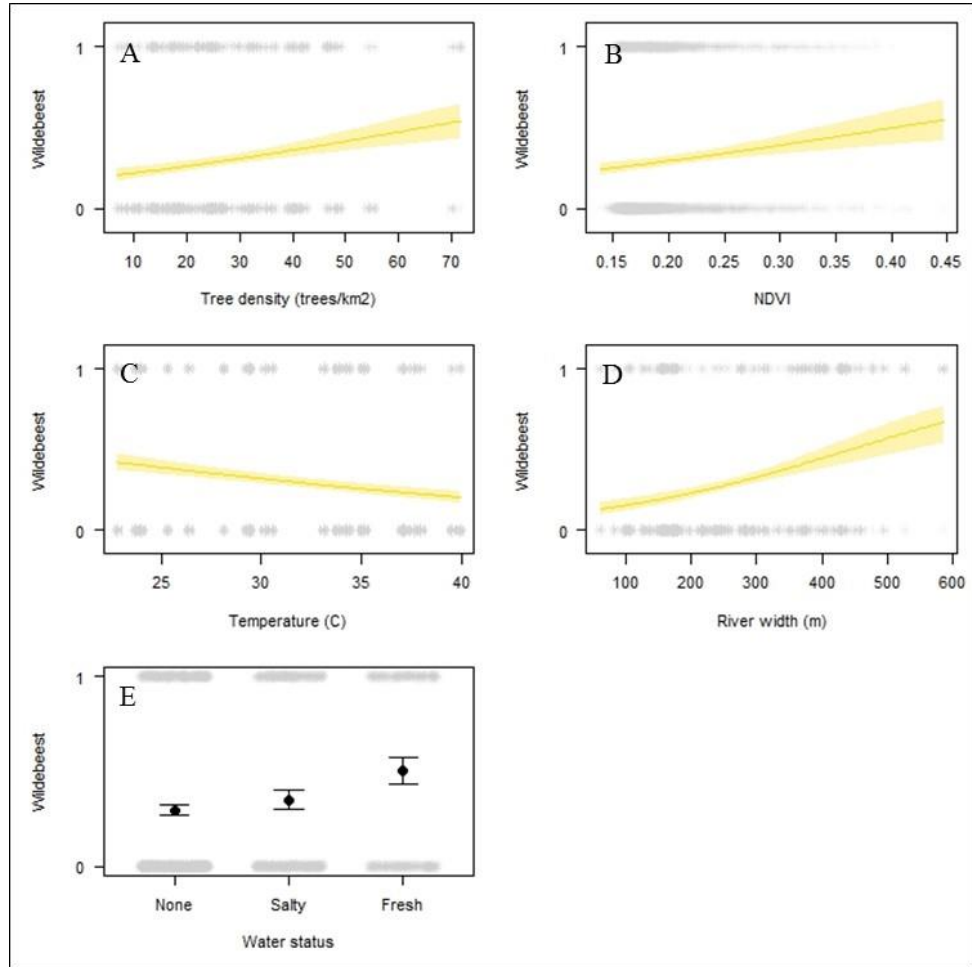 A
Wildebeest
1
0
10 20 30 40 50 60 70
Tree density (trees/km2)
B
Wildebeest
1
0
0.15 0.20 0.25 0.30 0.35 0.40 0.45
NDVI
C
Wildebeest
1
0
25 30 35 40
Temperature (C)
D
Wildebeest
1
0
100 200 300 400 500 600
River width (m)
E
Wildebeest
1
0
None Salty Fresh
Water status